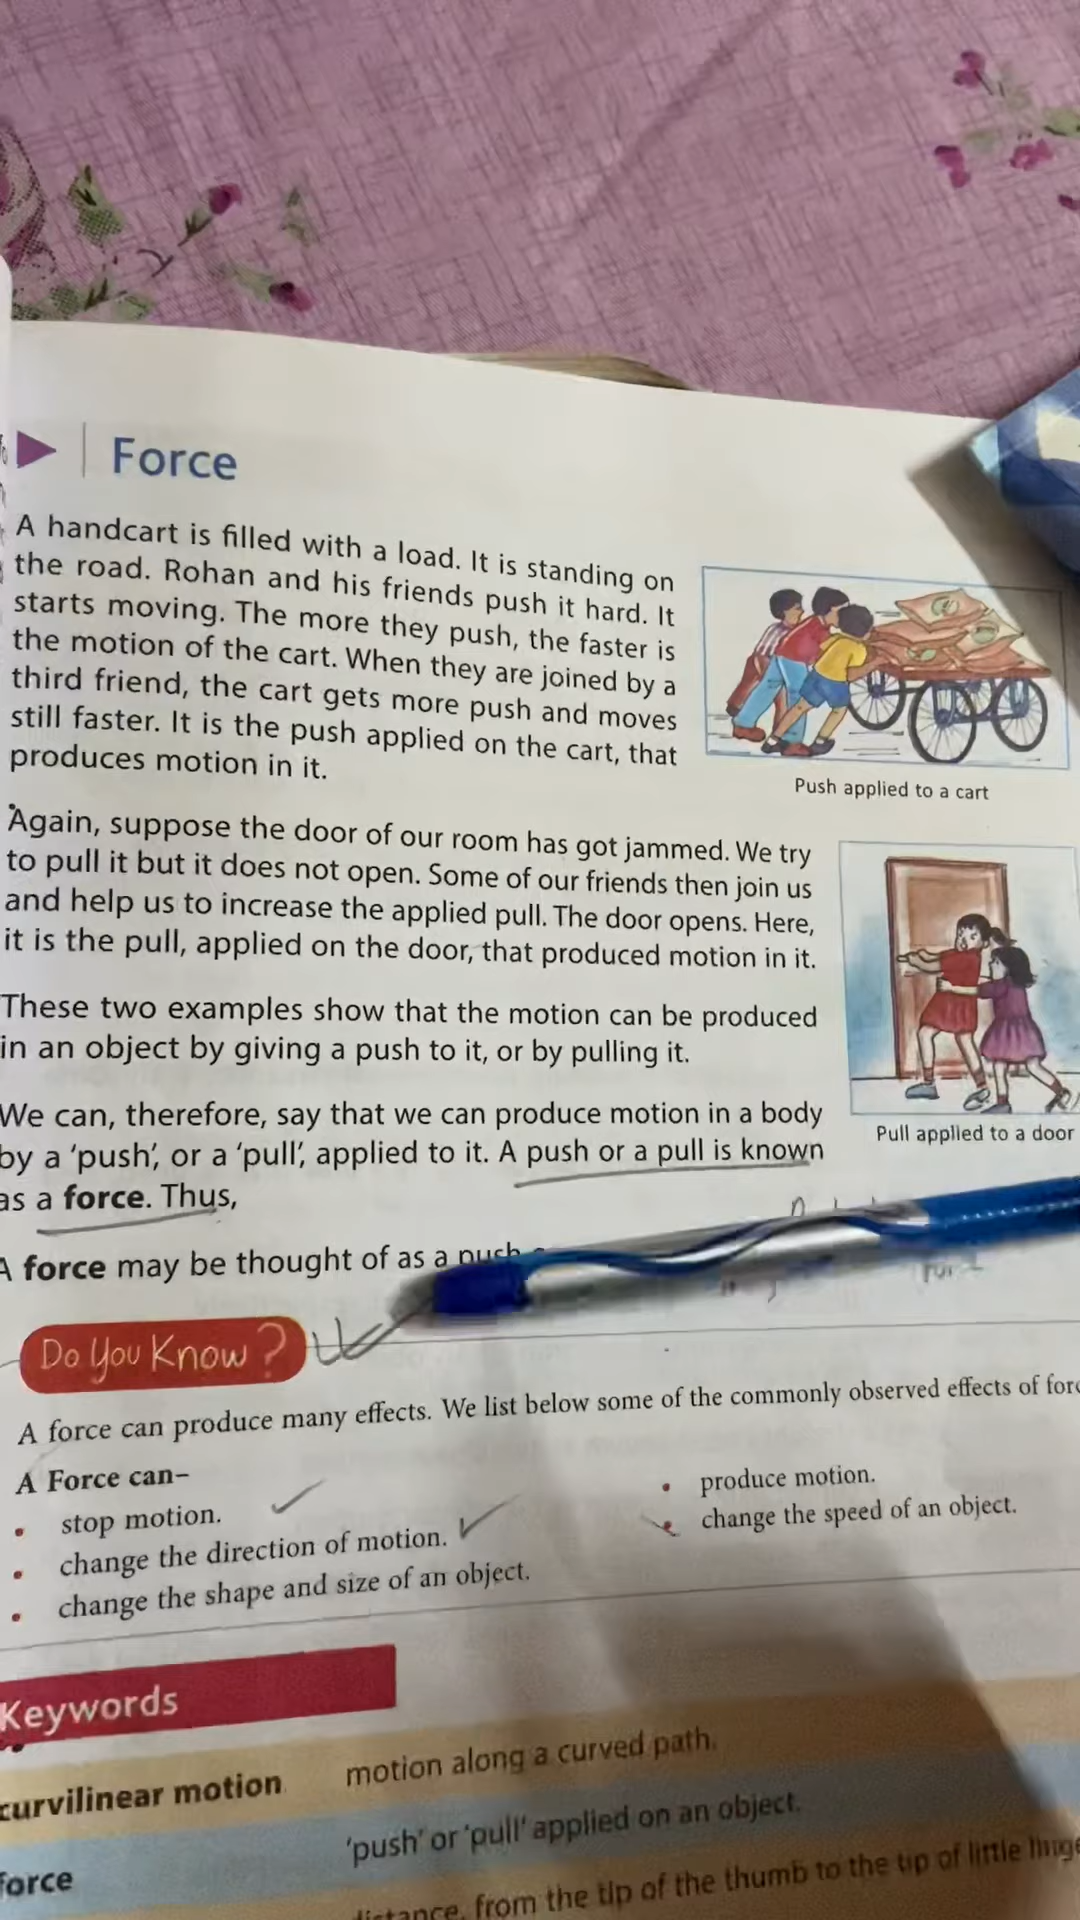 Force
A handcart is filled with a load. It is standing on
the road. Rohan and his friends push it hard. It
starts moving. The more they push, the faster is
the motion of the cart. When they are joined by a
third friend, the cart gets more push and moves
still faster. It is the push applied on the cart, that
produces motion in it.
Push applied to a cart
Again, suppose the door of our room has got jammed. We try
to pull it but it does not open. Some of our friends then join us
and help us to increase the applied pull. The door opens. Here,
it is the pull, applied on the door, that produced motion in it.
These two examples show that the motion can be produced
in an object by giving a push to it, or by pulling it.
We can, therefore, say that we can produce motion in a body
by a 'push', or a 'pull', applied to it. A push or a pull is known
as a force. Thus,
Pull applied to a door
A force may be thought of as a push
Do You Know?
A force can produce many effects. We list below some of the commonly observed effects of
A Force can–
• stop motion.
• change the direction of motion.
• change the shape and size of an object.
• produce motion.
• change the speed of an object.
Keywords
curvilinear motion motion along a curved path.
force 'push' or 'pull' applied on an object.
distance, from the tip of the thumb to the tip of little